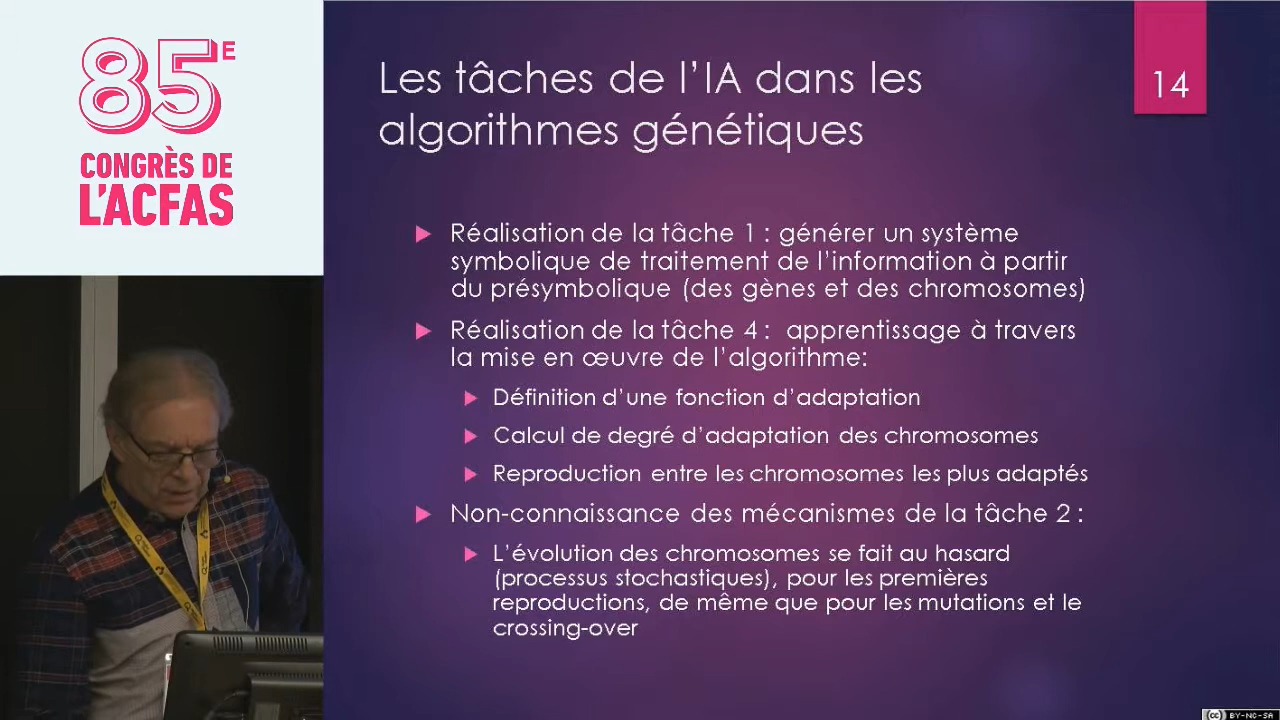 85E
CONGRÈS DE
L'ACFAS
Les tâches de l'IA dans les
algorithmes génétiques
14
Réalisation de la tâche 1 : générer un système
symbolique de traitement de l'information à partir
du présymbolique (des gènes et des chromosomes)
Réalisation de la tâche 4 : apprentissage à travers
la mise en œuvre de l'algorithme:
Définition d'une fonction d'adaptation
Calcul de degré d'adaptation des chromosomes
Reproduction entre les chromosomes les plus adaptés
Non-connaissance des mécanismes de la tâche 2 :
L'évolution des chromosomes se fait au hasard
(processus stochastiques), pour les premières
reproductions, de même que pour les mutations et le
crossing-over
cc BY-NC-SA